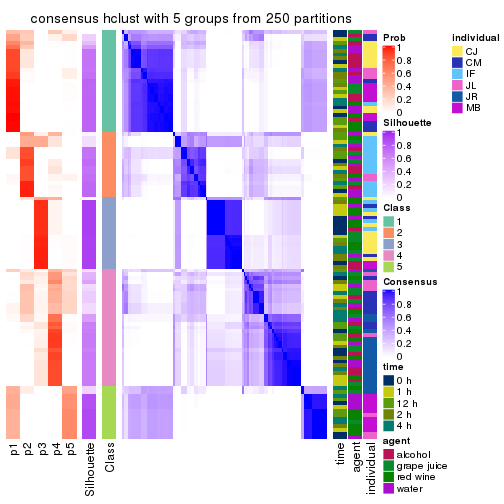 consensus hclust with 5 groups from 250 partitions
p1
p2
p3
p4
p5
Silhouette
Class
time
agent
individual
Prob
1
0.8
0.6
0.4
0.2
0
Silhouette
1
0.8
0.6
0.4
0.2
0
Class
1
2
3
4
5
Consensus
1
0.8
0.6
0.4
0.2
0
time
0 h
1 h
12 h
2 h
4 h
agent
alcohol
grape juice
red wine
water
individual
CJ
CM
IM
JL
JR
MB